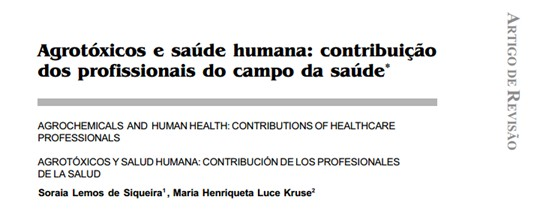 Agrotóxicos e saúde humana: contribuição
dos profissionais do campo da saúde*
ARTIGO DE REVISÃO
AGROCHEMICALS AND HUMAN HEALTH: CONTRIBUTIONS OF HEALTHCARE
PROFESSIONALS
AGROTÓXICOS Y SALUD HUMANA: CONTRIBUCIÓN DE LOS PROFESIONALES
DE LA SALUD
Soraia Lemos de Siqueira¹, Maria Henriqueta Luce Kruse²